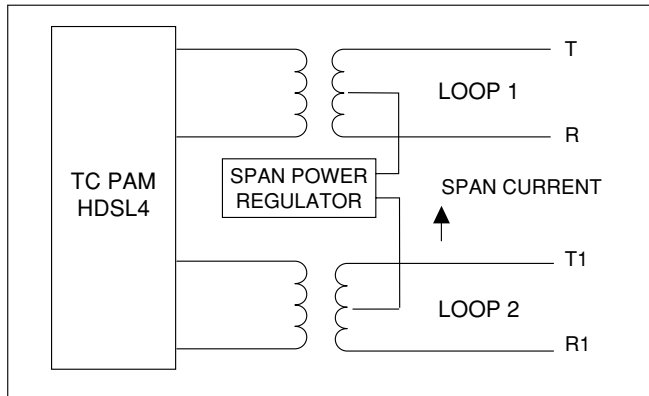 T
LOOP 1
R
TC PAM
HDSL4
SPAN POWER
REGULATOR
SPAN CURRENT
T1
LOOP 2
R1